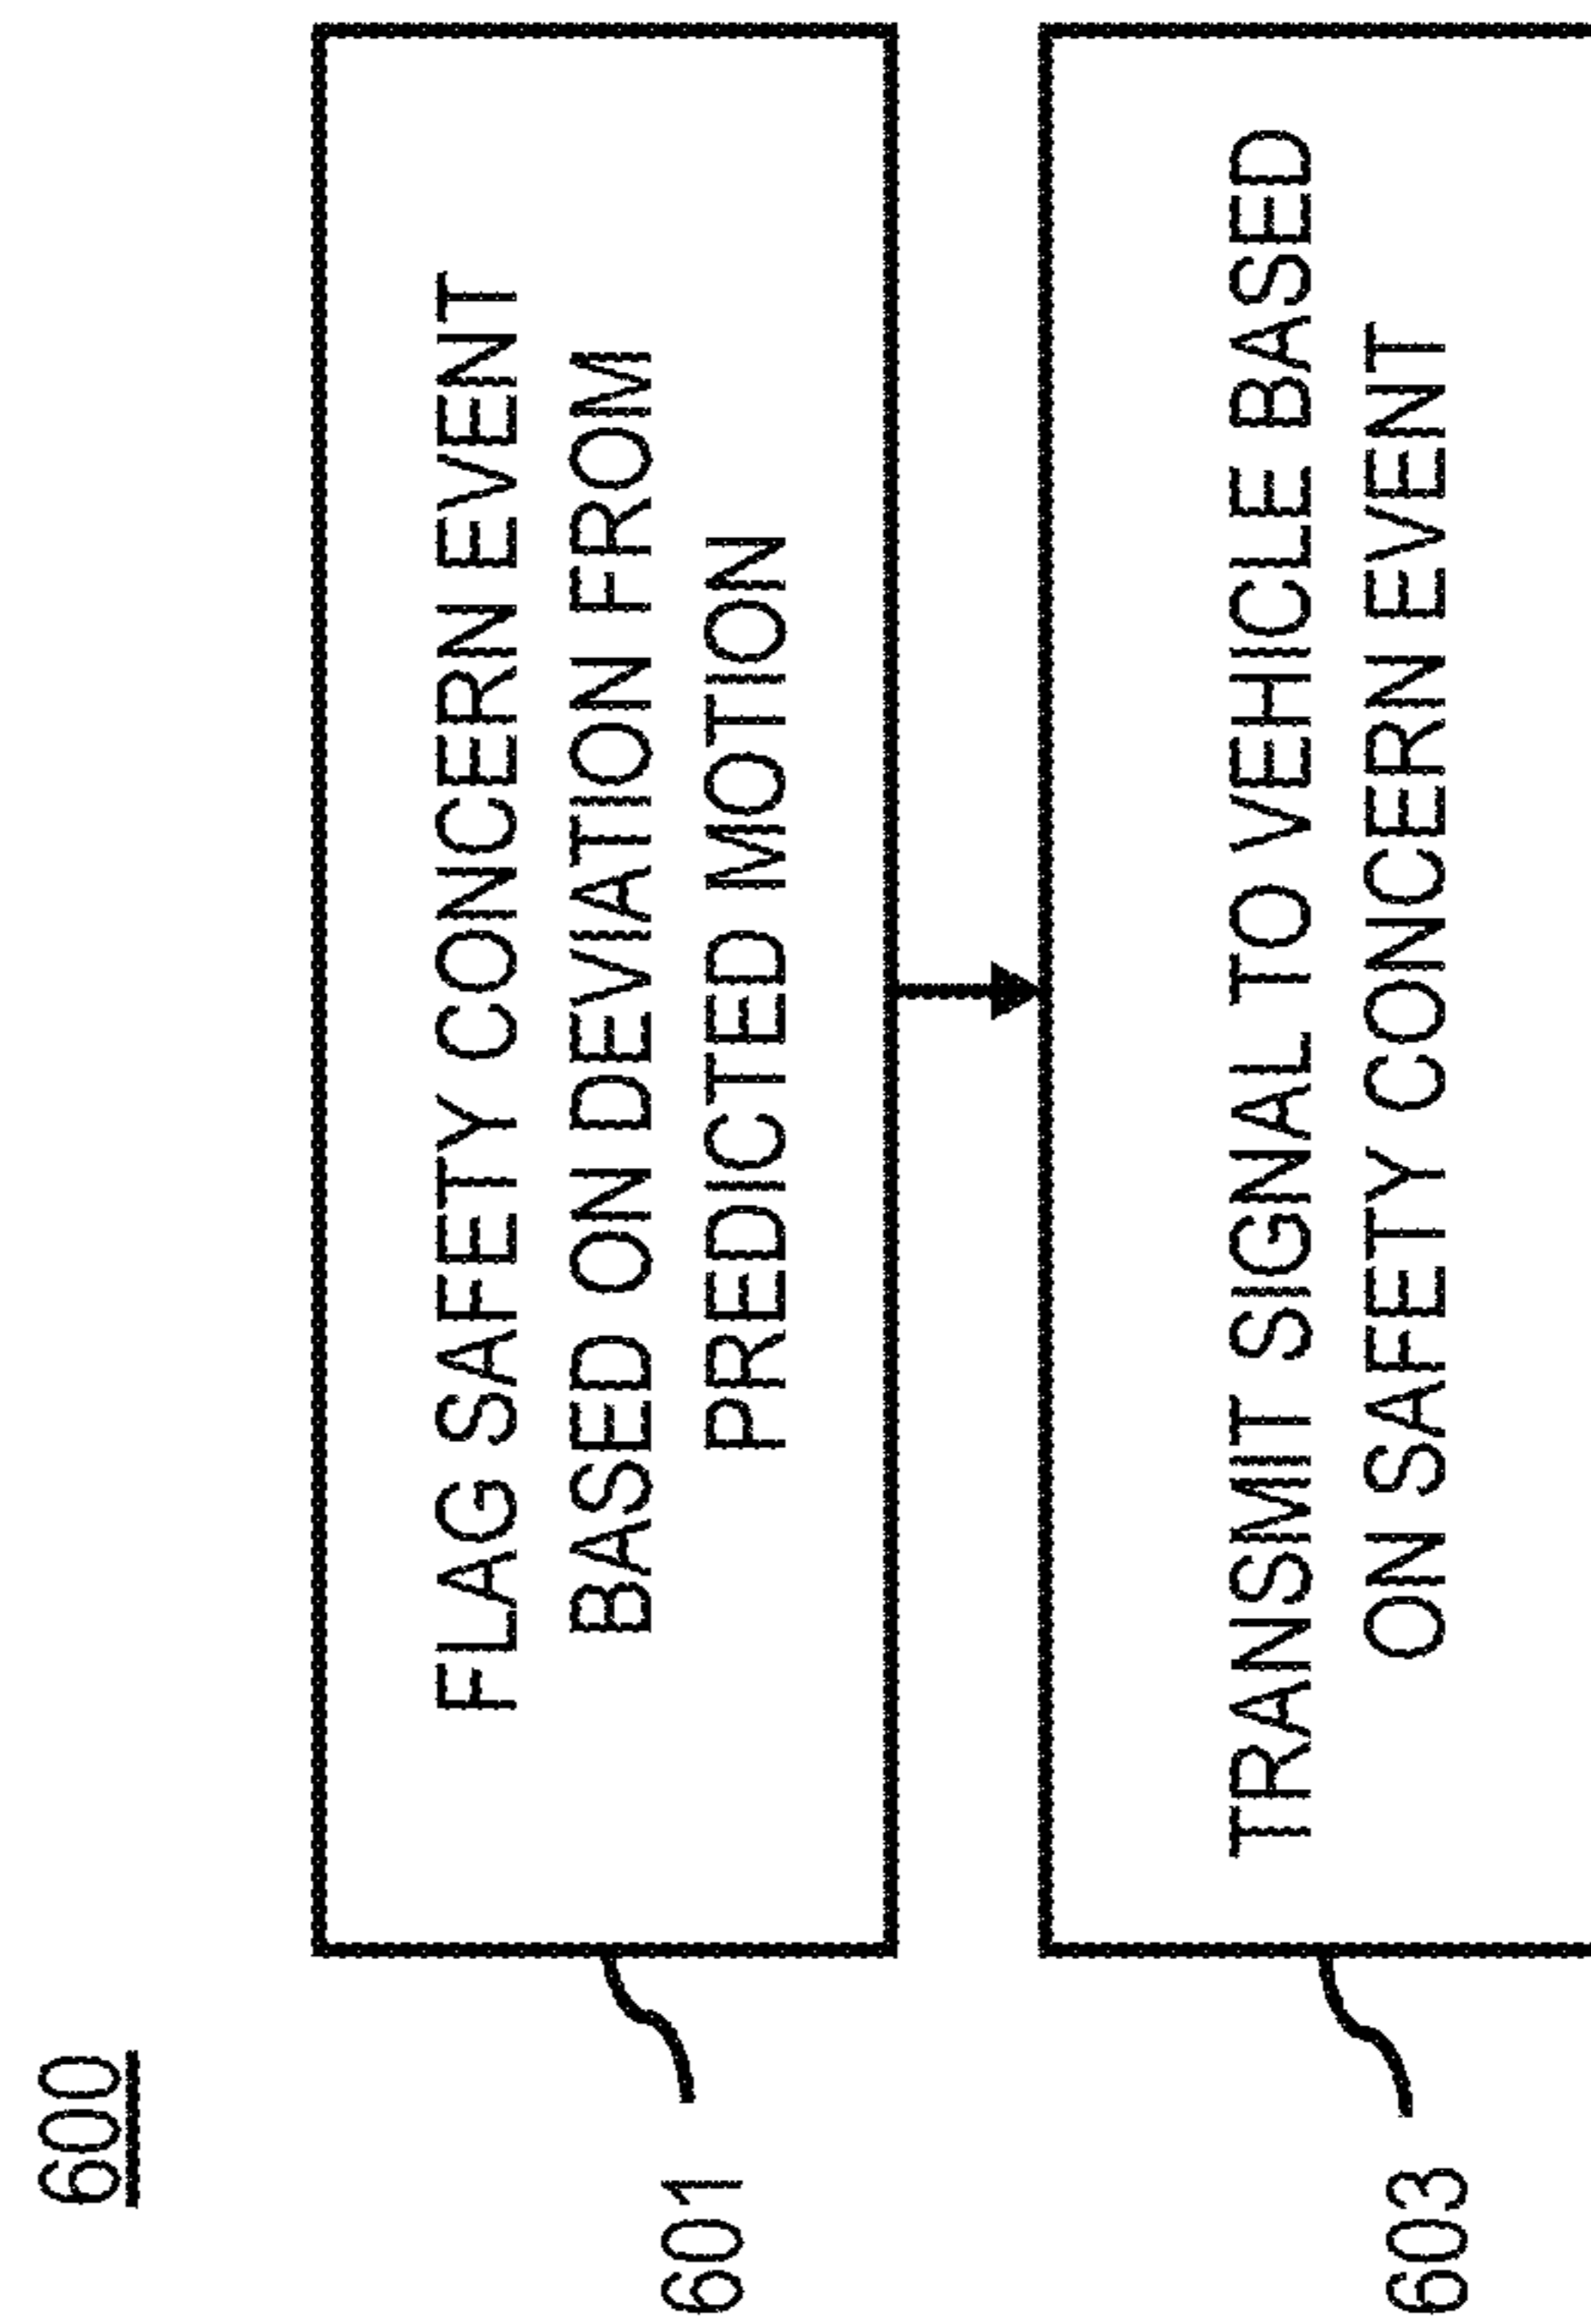 600
FLAG SAFETY CONCERN EVENT
BASED ON DEVIATION FROM
PREDICTED MOTION
601
TRANSMIT SIGNAL TO VEHICLE BASED
ON SAFETY CONCERN EVENT
603